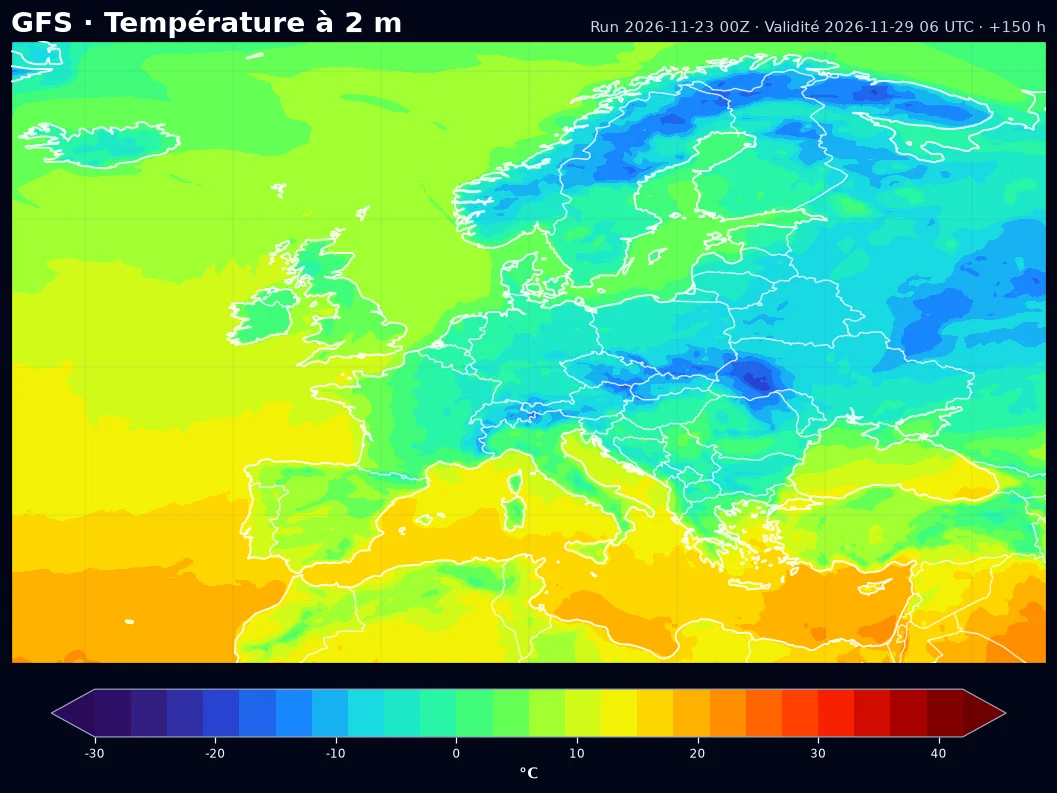 GFS · Température à 2 m
Run 2026-11-23 00Z · Validité 2026-11-29 06 UTC · +150 h
-30 -20 -10 0 10 20 30 40
°C